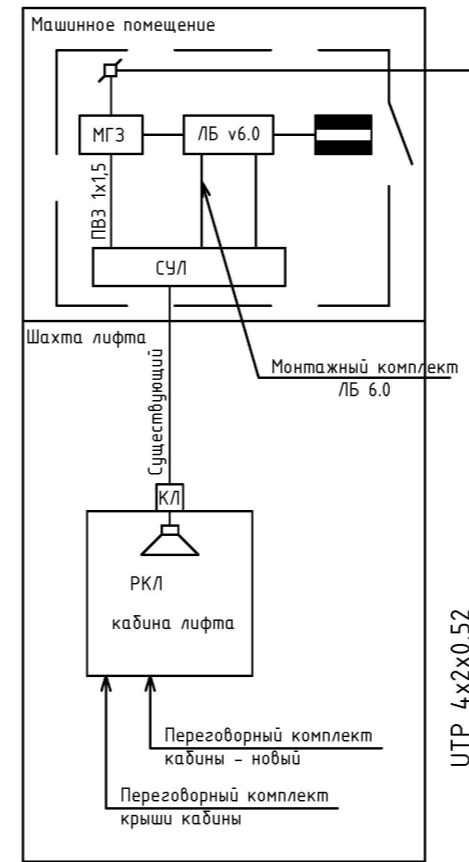 Машинное помещение
МГЗ
ЛБ v6.0
ПВЗ 1х1,5
СУЛ
Шахта лифта
Монтажный комплект
ЛБ 6.0
Существующий
КЛ
РКЛ
кабина лифта
UTP 4x2x0.52
Переговорный комплект
кабины - новый
Переговорный комплект
крыши кабины